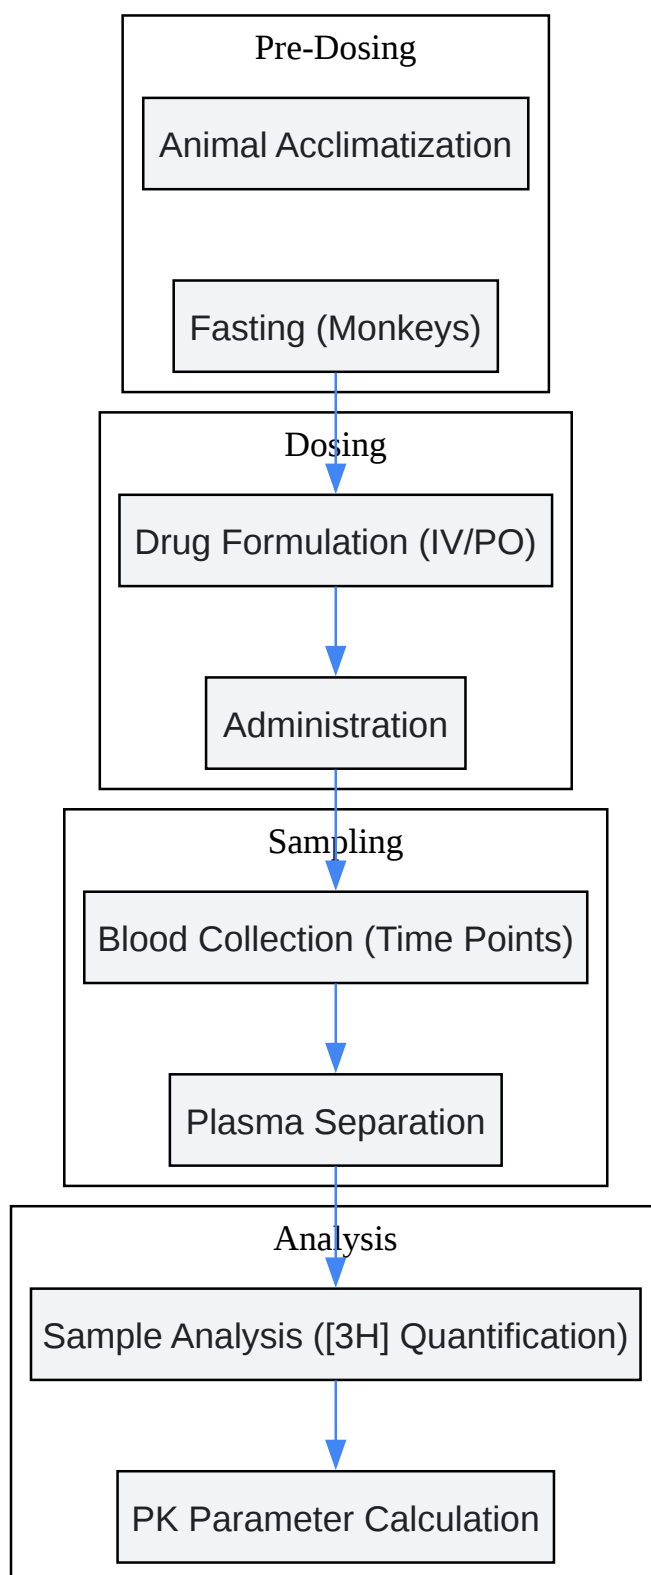 Pre-Dosing
Animal Acclimatization
Fasting (Monkeys)
Dosing
Drug Formulation (IV/PO)
Administration
Sampling
Blood Collection (Time Points)
Plasma Separation
Analysis
Sample Analysis ([3H] Quantification)
PK Parameter Calculation